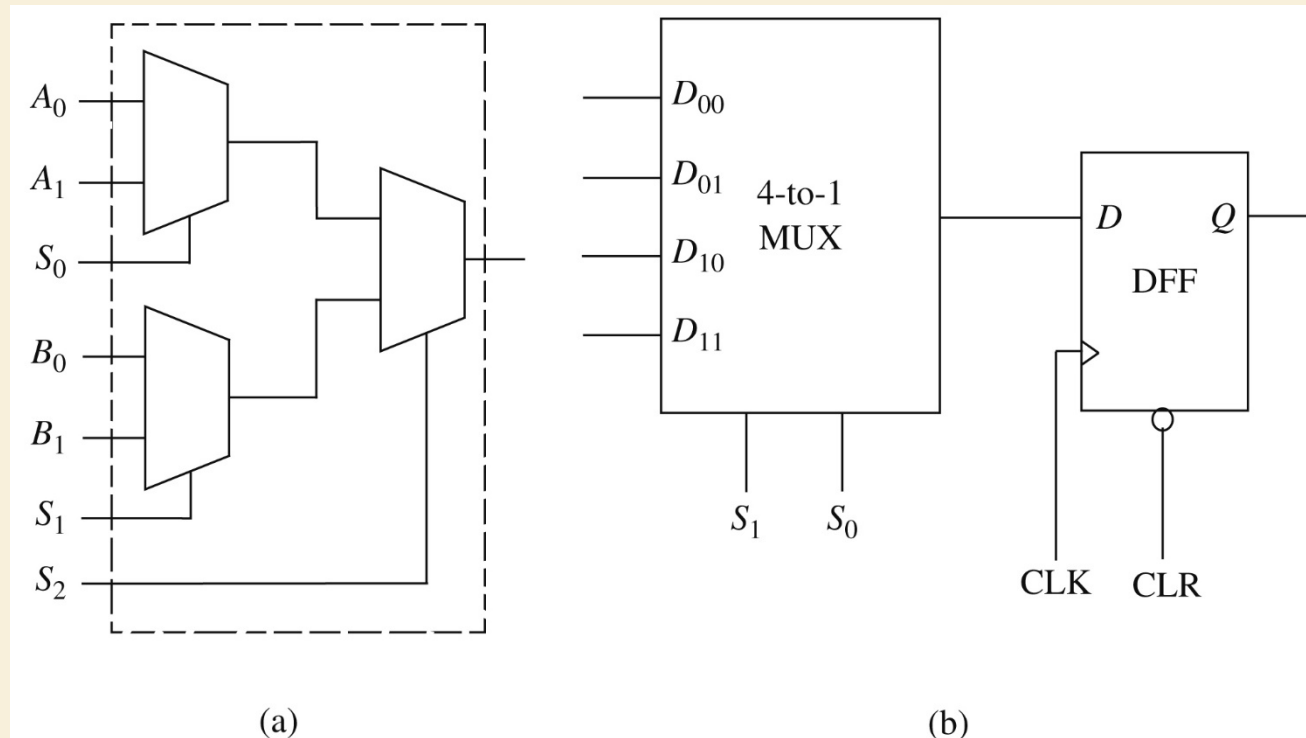 A₀
A₁
S₀
B₀
B₁
S₁
S₂
(a)
D₀₀
D₀₁
D₁₀
D₁₁
4-to-1
MUX
S₁ S₀
D Q
DFF
CLK CLR
(b)